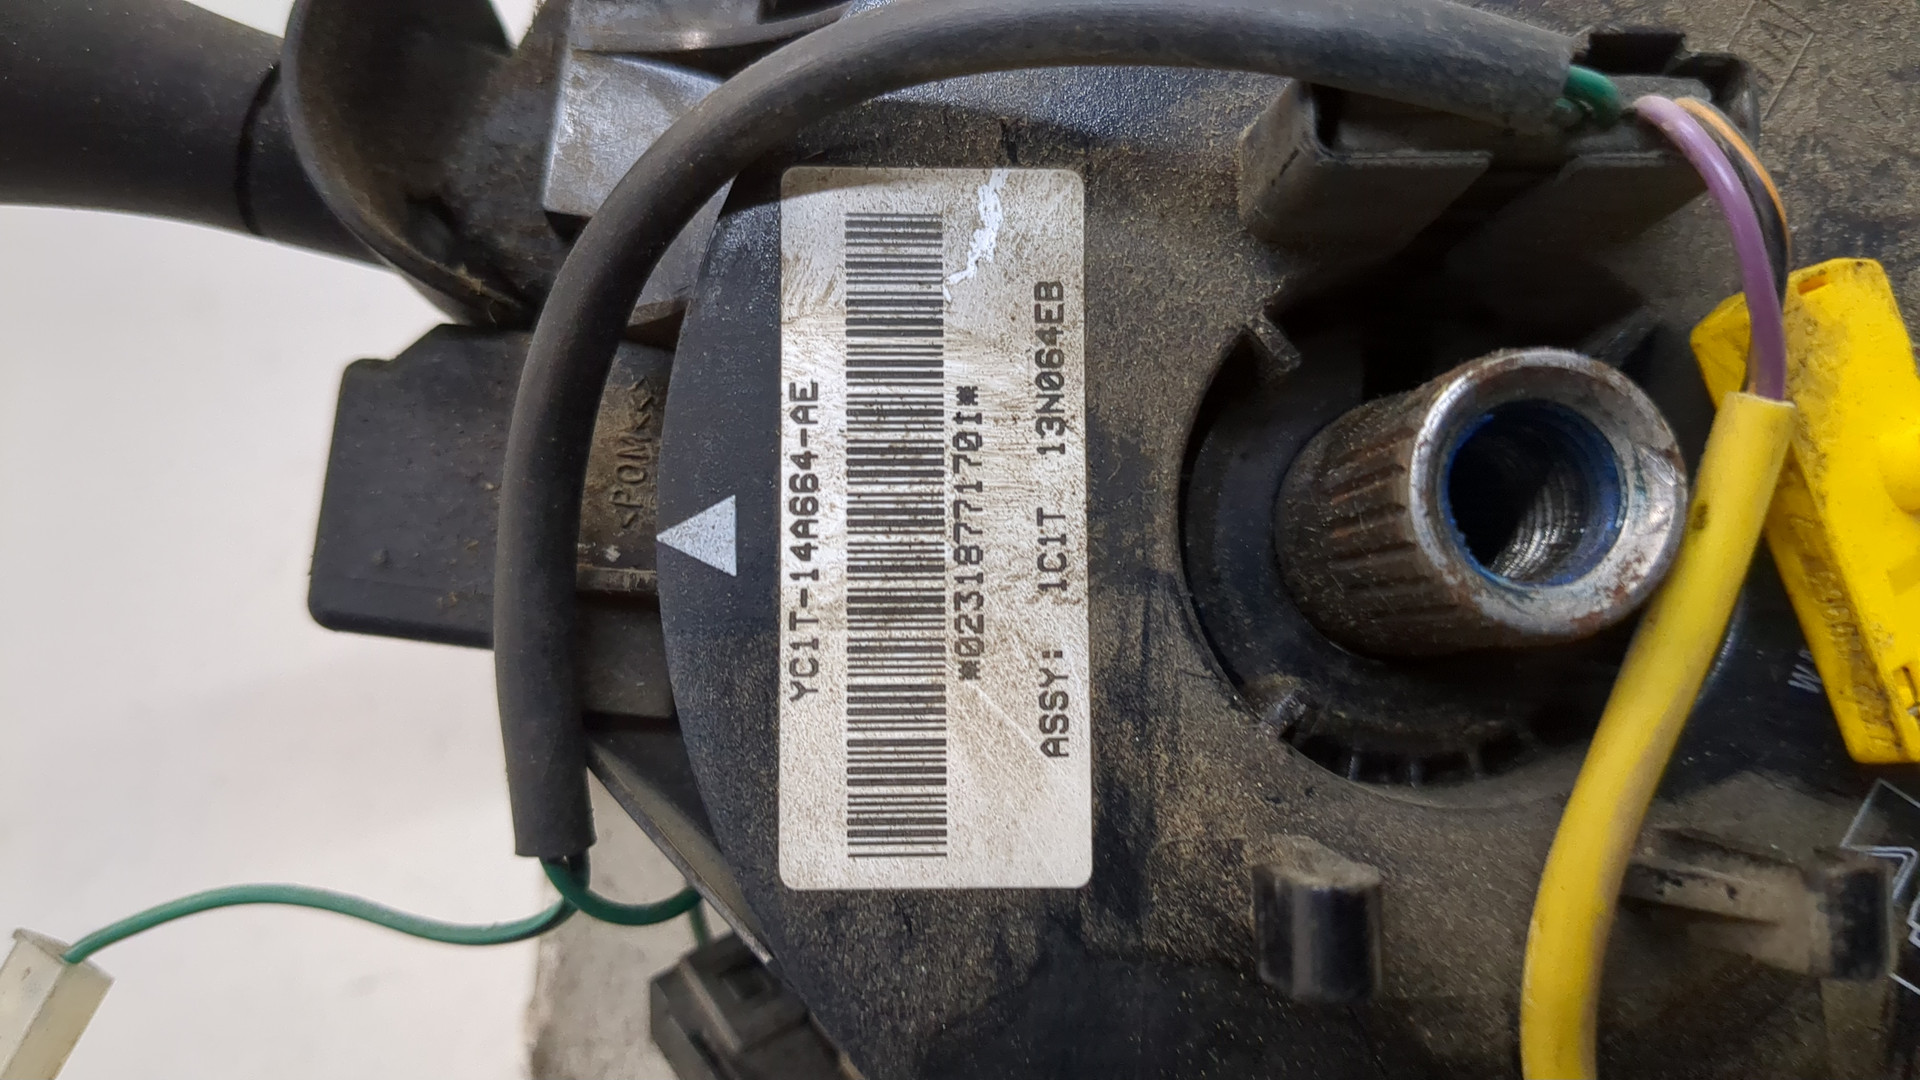 YC1T-14A664-AE
*0231877170I*
ASSY: 1C1T 13N064EB
<POM<<>